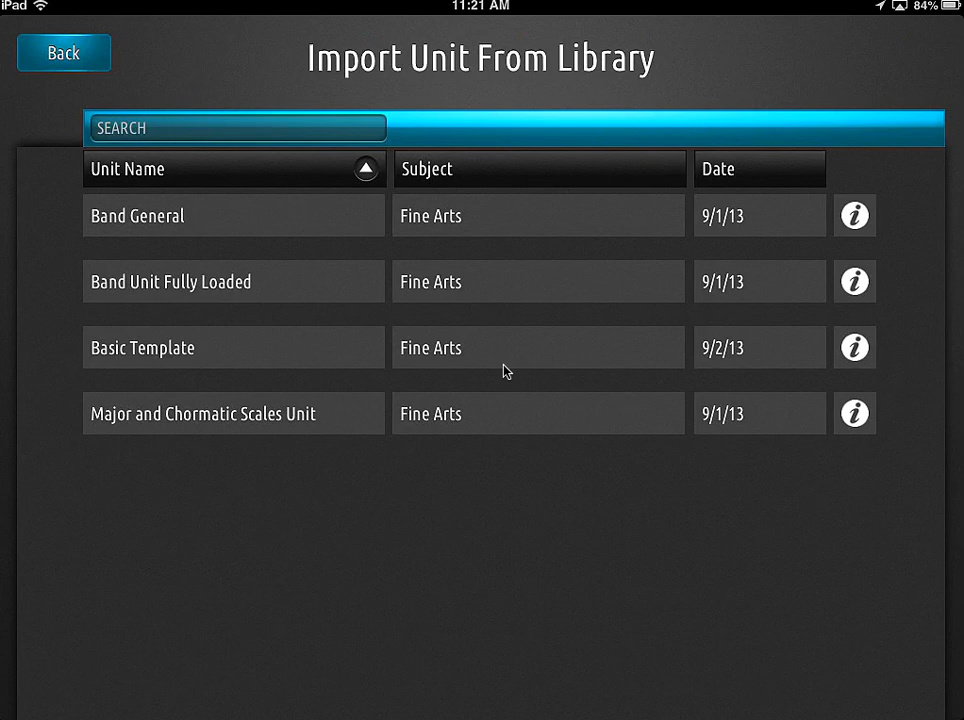 iPad 11:21 AM 84%
Back
Import Unit From Library
SEARCH
Unit Name Subject Date
Band General Fine Arts 9/1/13 i
Band Unit Fully Loaded Fine Arts 9/1/13 i
Basic Template Fine Arts 9/2/13 i
Major and Chormatic Scales Unit Fine Arts 9/1/13 i